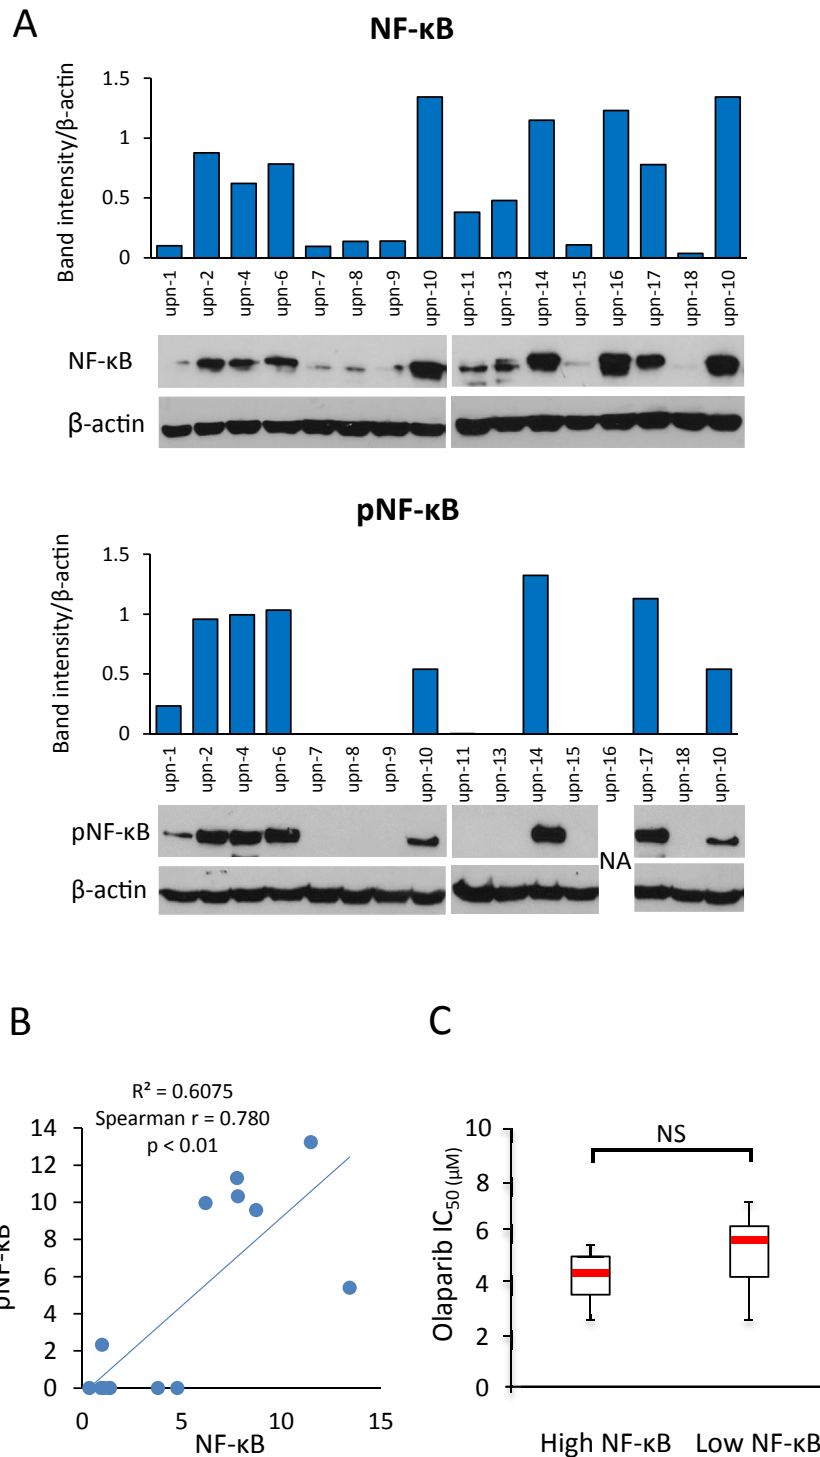 A
NF-κB
Band intensity/β-actin
1.5
1
0.5
0
upn-1
upn-2
upn-4
upn-6
upn-7
upn-8
upn-9
upn-10
upn-11
upn-13
upn-14
upn-15
upn-16
upn-17
upn-18
upn-10
NF-κB
β-actin
pNF-κB
Band intensity/β-actin
1.5
1
0.5
0
upn-1
upn-2
upn-4
upn-6
upn-7
upn-8
upn-9
upn-10
upn-11
upn-13
upn-14
upn-15
upn-16
upn-17
upn-18
upn-10
pNF-κB
NA
β-actin
B
R² = 0.6075
Spearman r = 0.780
p < 0.01
pNF-κB
14
12
10
8
6
4
2
0
0 5 10 15
NF-κB
C
NS
Olaparib IC50 (μM)
10
8
6
4
2
0
High NF-κB Low NF-κB